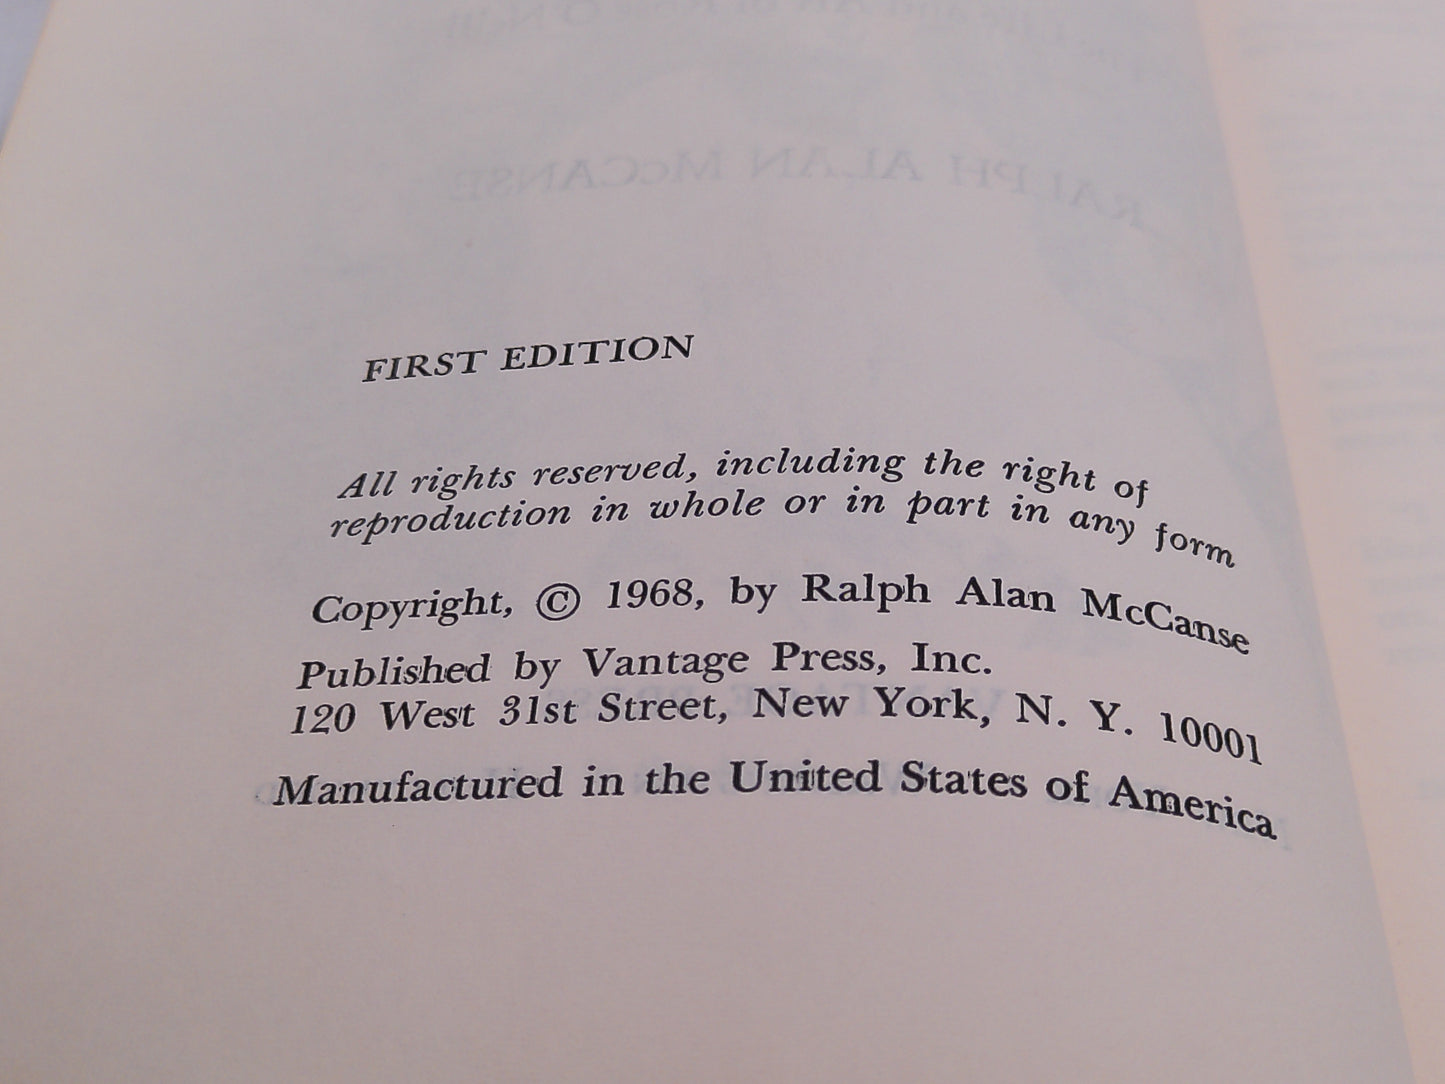 FIRST EDITION
All rights reserved, including the right of
reproduction in whole or in part in any form
Copyright, © 1968, by Ralph Alan McCanse
Published by Vantage Press, Inc.
120 West 31st Street, New York, N. Y. 10001
Manufactured in the United States of America